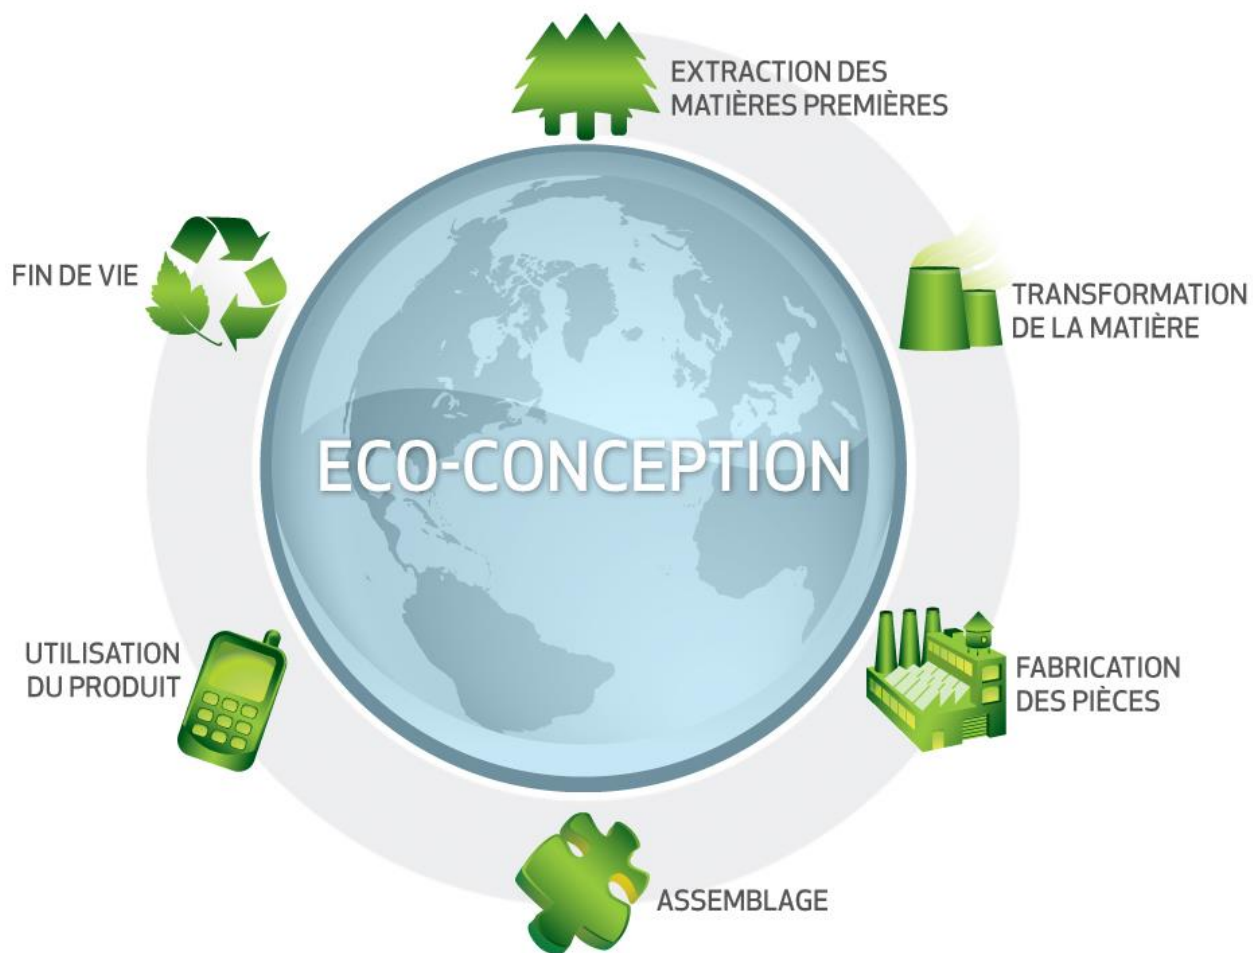 EXTRACTION DES
MATIÈRES PREMIÈRES
TRANSFORMATION
DE LA MATIÈRE
FABRICATION
DES PIÈCES
ASSEMBLAGE
UTILISATION
DU PRODUIT
FIN DE VIE
ECO-CONCEPTION